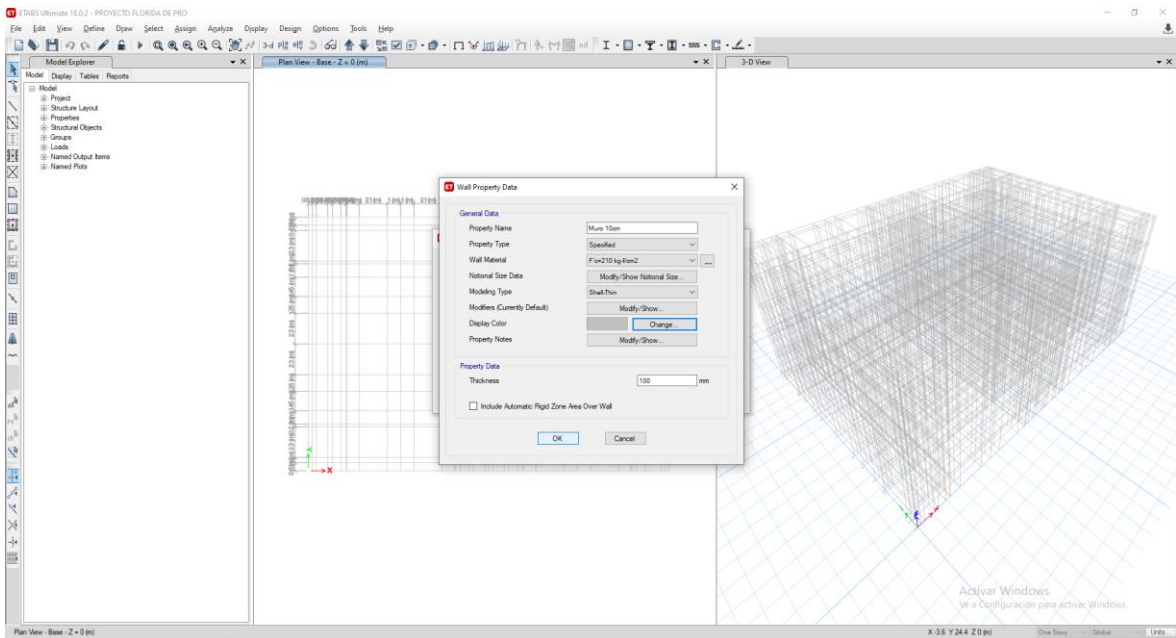 ETABS Ultimate 18.0.2 - PROYECTO FLORIDA DE PRO
File Edit View Define Draw Select Assign Analyze Display Design Options Tools Help
Model Explorer
Plan View - Base - Z = 0 (m)
3-D View
Model Display Tables Reports
Model
Project
Structure Layout
Properties
Structural Objects
Groups
Loads
Named Output Items
Named Plots
Wall Property Data
General Data
Property Name Muro 10cm
Property Type Specified
Wall Material F'c=210 kg-f/cm2 ...
Notional Size Data Modify/Show Notional Size...
Modeling Type Shell-Thin
Modifiers (Currently Default) Modify/Show...
Display Color Change...
Property Notes Modify/Show...
Property Data
Thickness 100 mm
Include Automatic Rigid Zone Area Over Wall
OK Cancel
X
Activar Windows
Ve a Configuración para activar Windows.
Plan View - Base - Z = 0 (m) X -3.6 Y 24.4 Z 0 (m) One Story Global Units